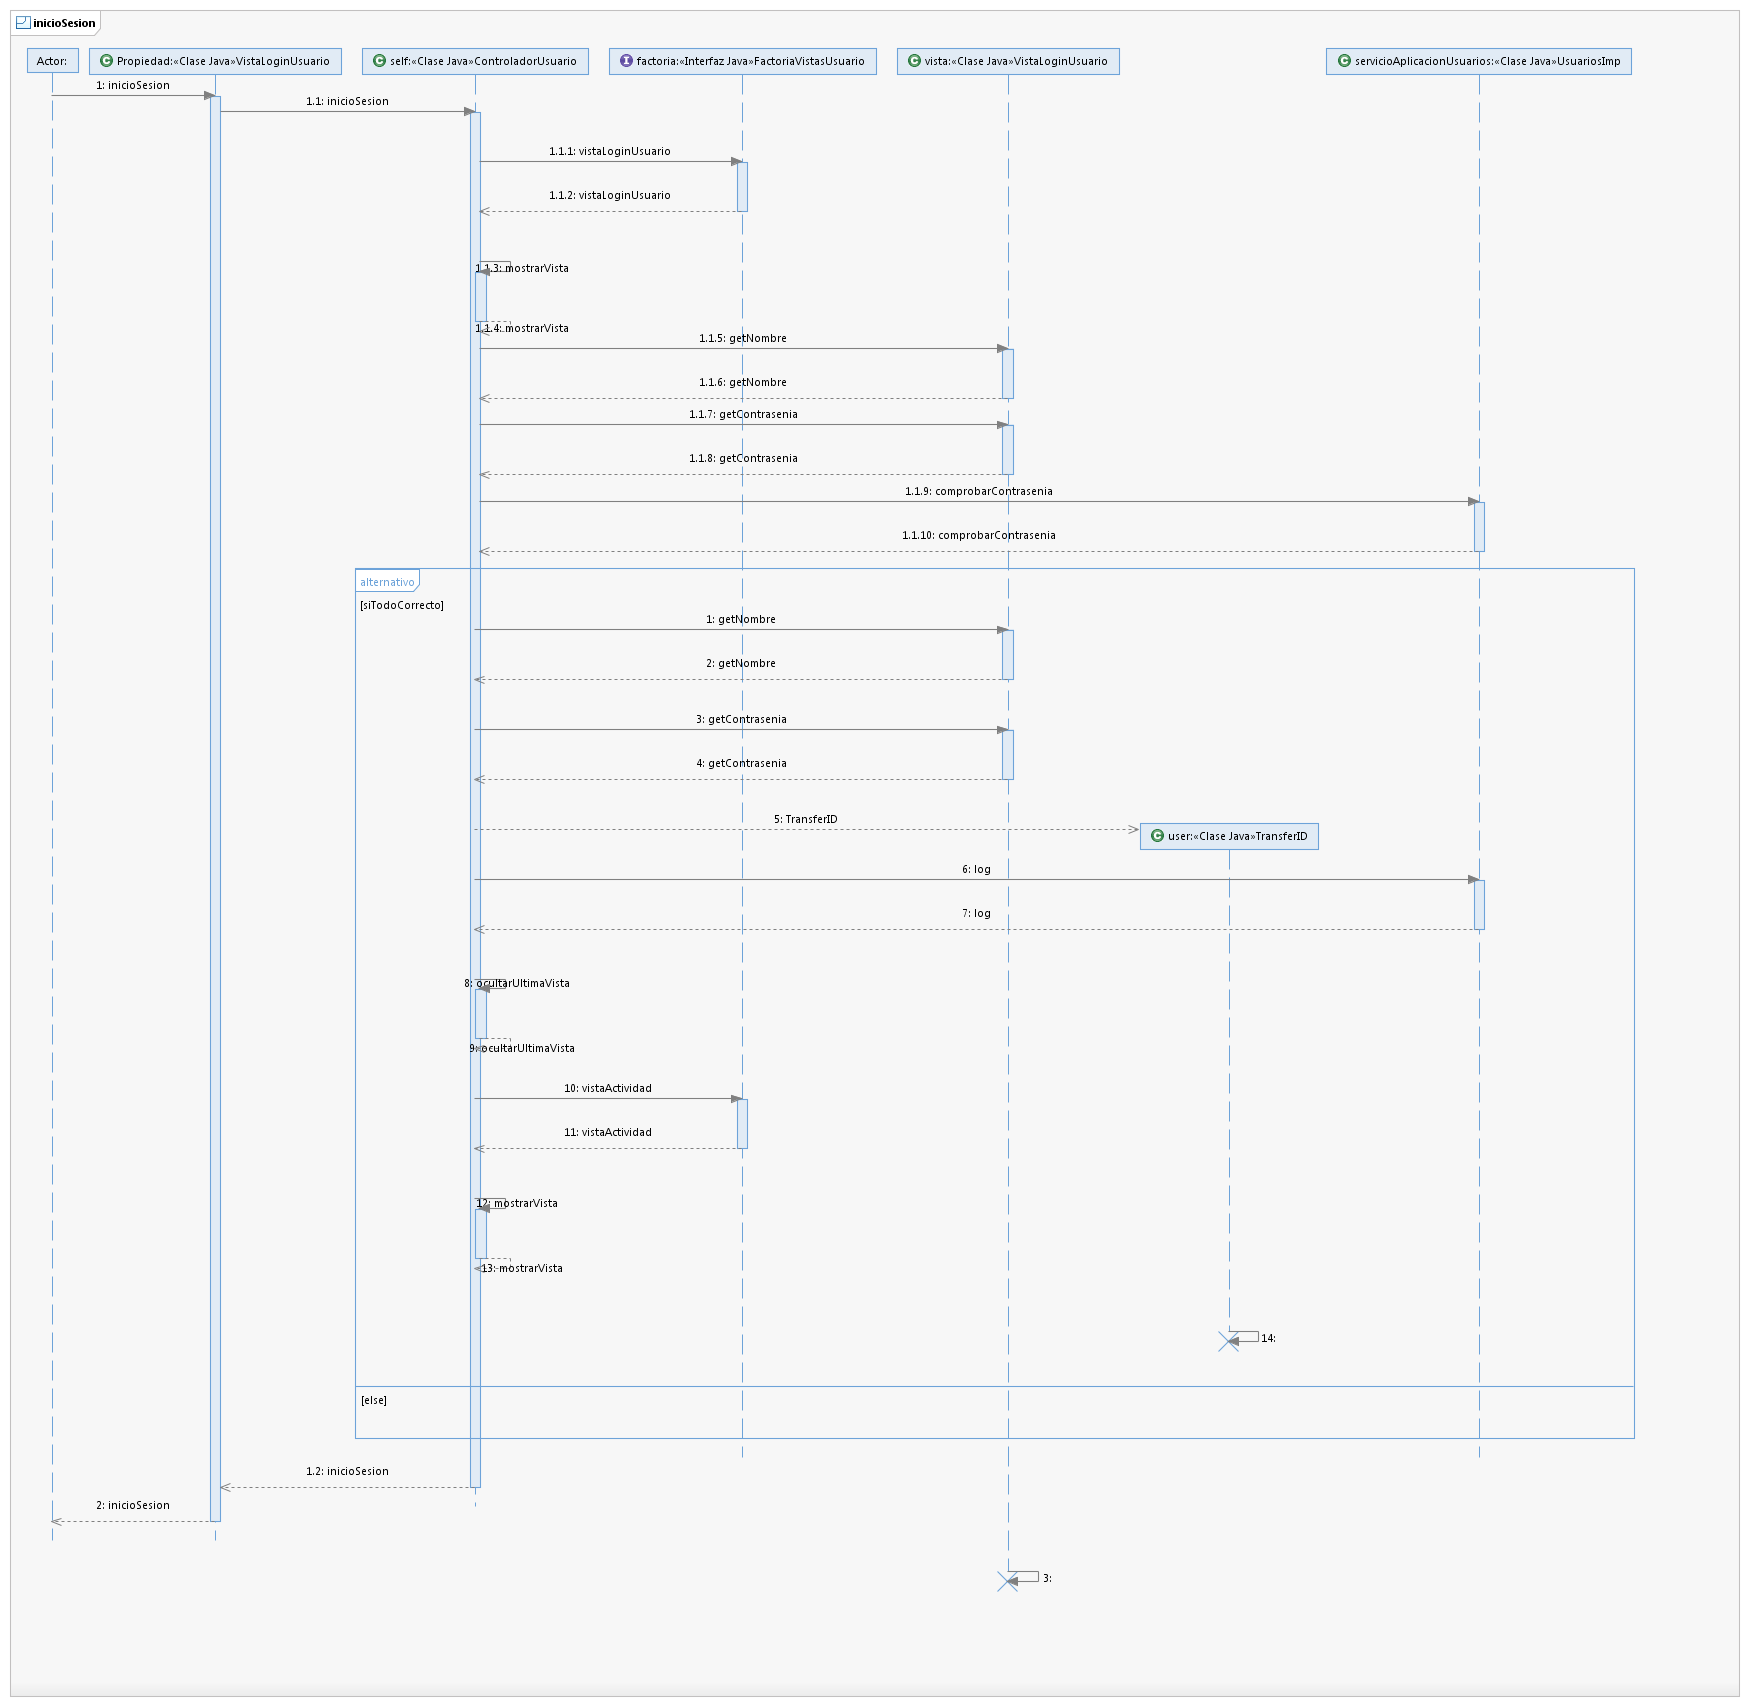 inicioSesion
Actor:
Propiedad:«Clase Java»VistaLoginUsuario
self:«Clase Java»ControladorUsuario
factoria:«Interfaz Java»FactoriaVistasUsuario
vista:«Clase Java»VistaLoginUsuario
servicioAplicacionUsuarios:«Clase Java»UsuariosImp
1: inicioSesion
1.1: inicioSesion
1.1.1: vistaLoginUsuario
1.1.2: vistaLoginUsuario
1.1.3: mostrarVista
1.1.4: mostrarVista
1.1.5: getNombre
1.1.6: getNombre
1.1.7: getContrasenia
1.1.8: getContrasenia
1.1.9: comprobarContrasenia
1.1.10: comprobarContrasenia
alternativo
[siTodoCorrecto]
1: getNombre
2: getNombre
3: getContrasenia
4: getContrasenia
5: TransferID
user:«Clase Java»TransferID
6: log
7: log
8: ocultarUltimaVista
9: ocultarUltimaVista
10: vistaActividad
11: vistaActividad
12: mostrarVista
13: mostrarVista
14:
[else]
1.2: inicioSesion
2: inicioSesion
3: